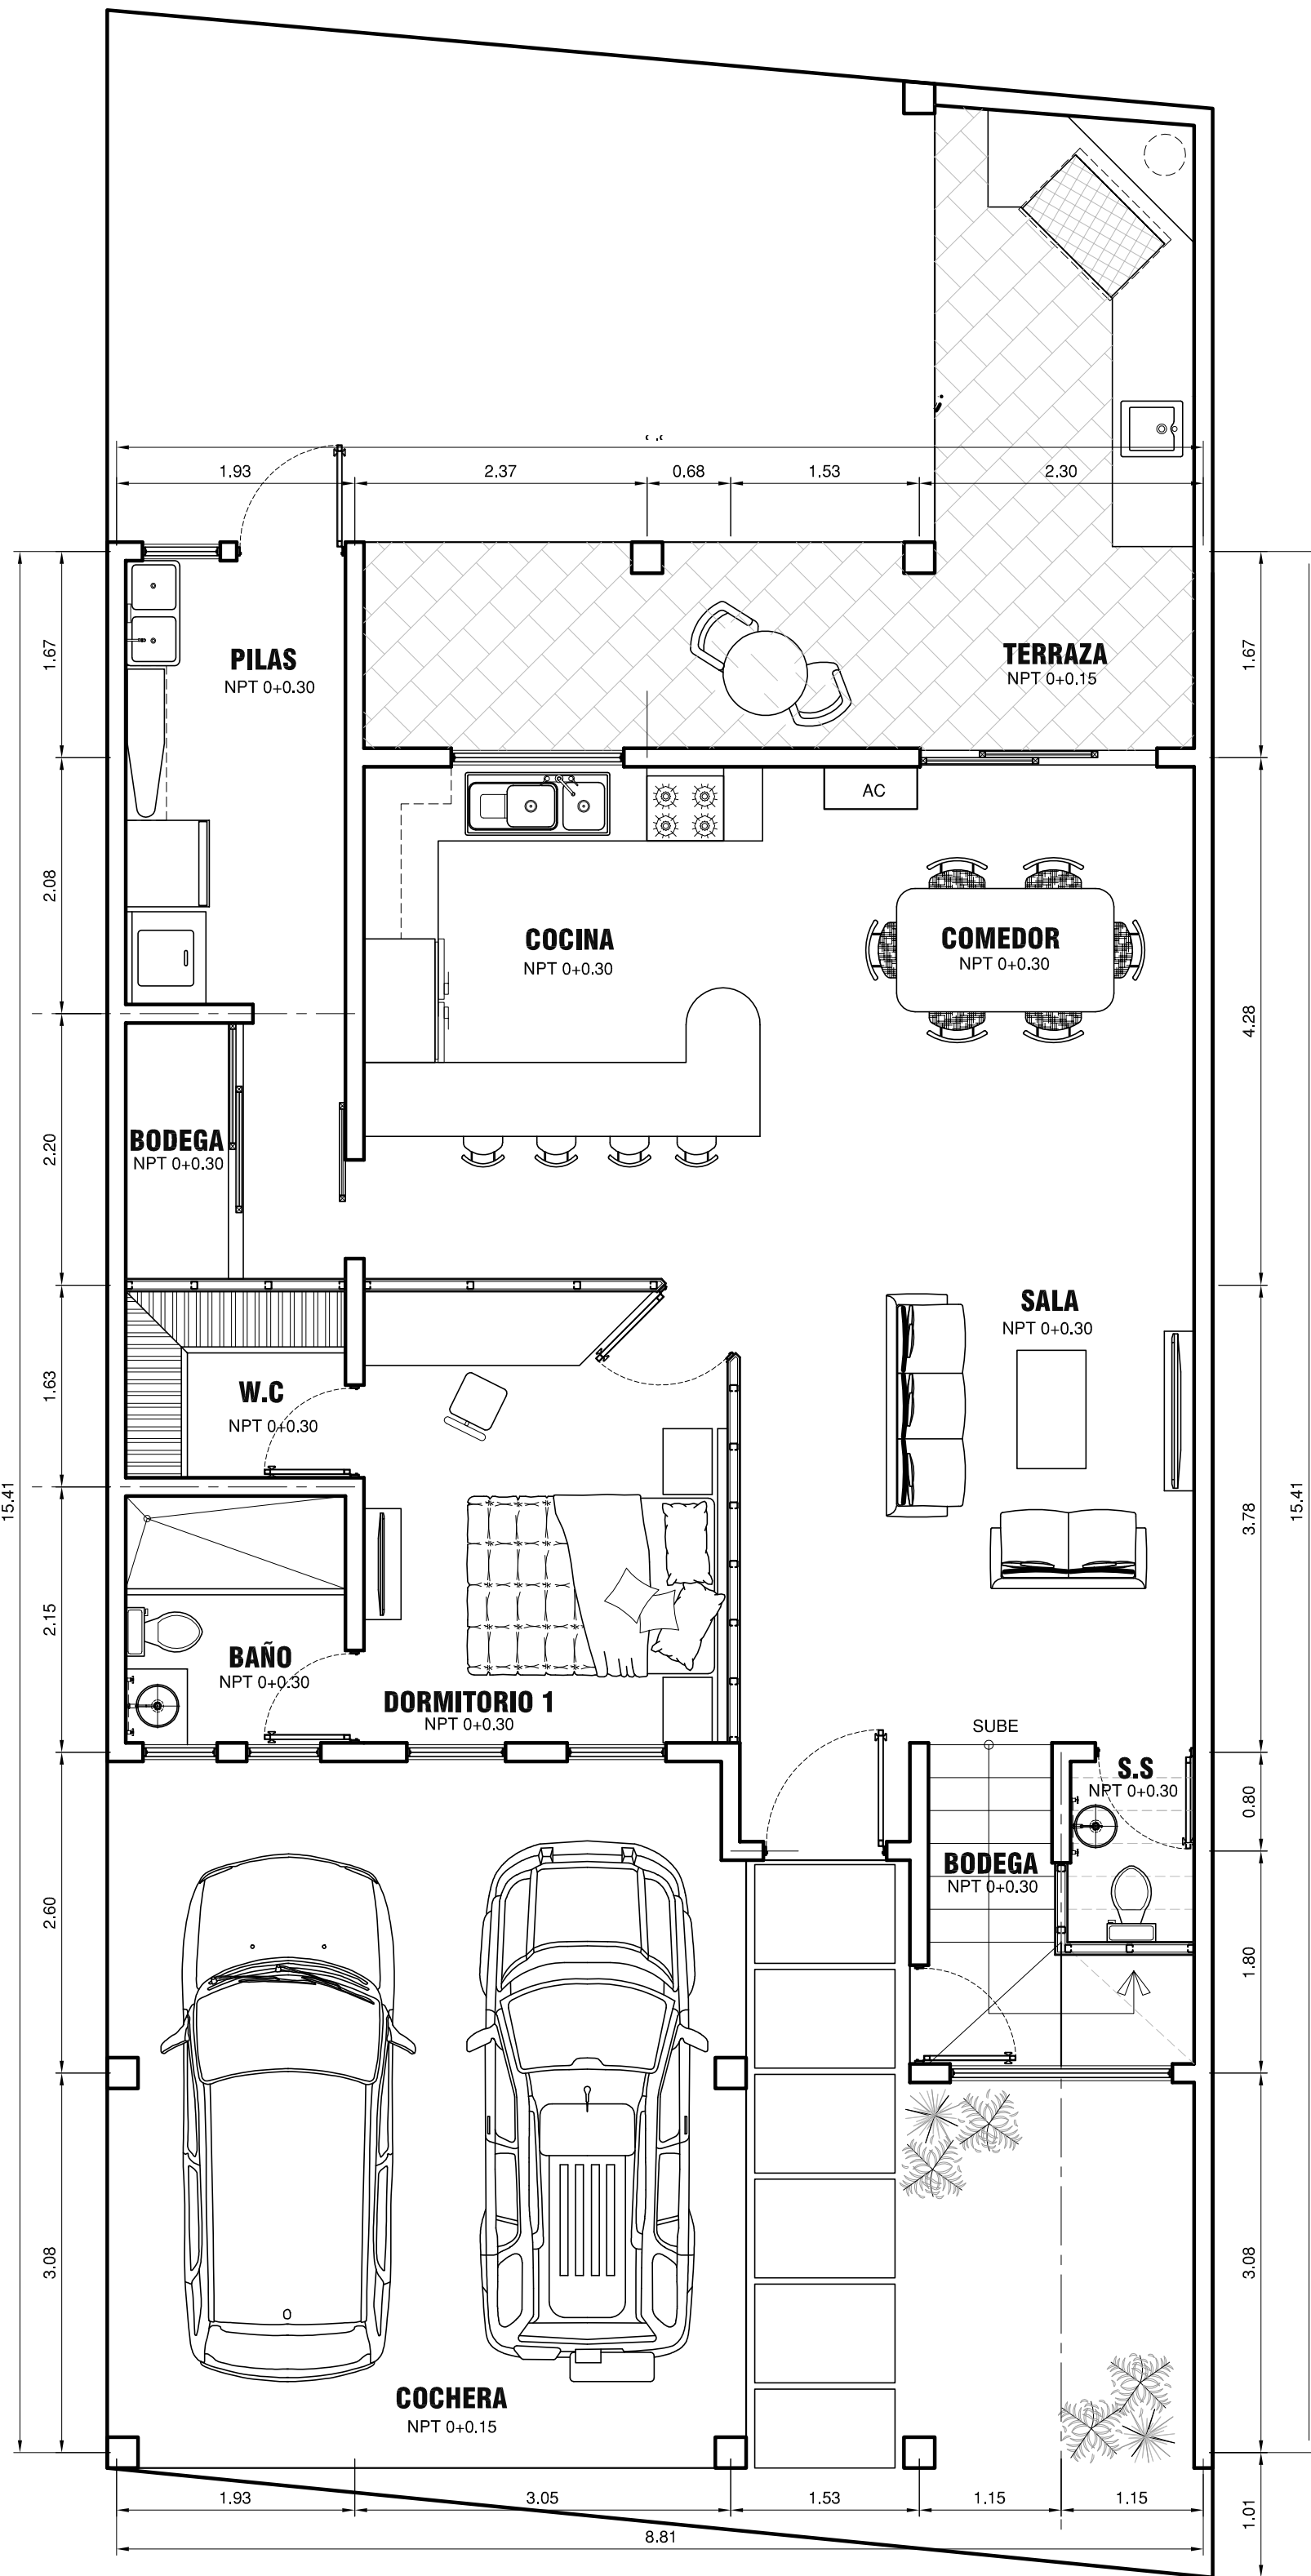 1.93
2.37
0.68
1.53
2.30
1.67
PILAS
NPT 0+0.30
TERRAZA
NPT 0+0.15
1.67
AC
2.08
COCINA
NPT 0+0.30
COMEDOR
NPT 0+0.30
4.28
2.20
BODEGA
NPT 0+0.30
SALA
NPT 0+0.30
1.63
W.C
NPT 0+0.30
15.41
3.78
15.41
2.15
BAÑO
NPT 0+0.30
DORMITORIO 1
NPT 0+0.30
SUBE
S.S
NPT 0+0.30
0.80
BODEGA
NPT 0+0.30
2.60
1.80
3.08
3.08
COCHERA
NPT 0+0.15
1.93
3.05
1.53
1.15
1.15
1.01
8.81